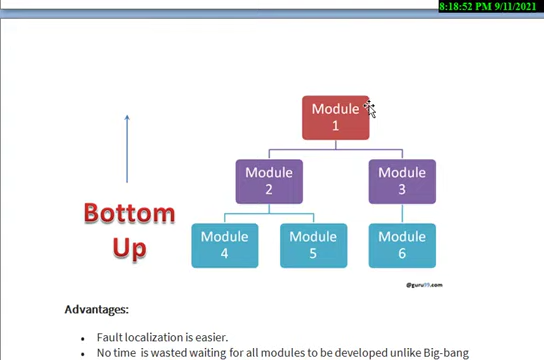 8:18:52 PM 9/11/2021
Module
1
Module
2
Module
3
Bottom
Up
Module
4
Module
5
Module
6
@guru99.com
Advantages:
• Fault localization is easier.
• No time is wasted waiting for all modules to be developed unlike Big-bang